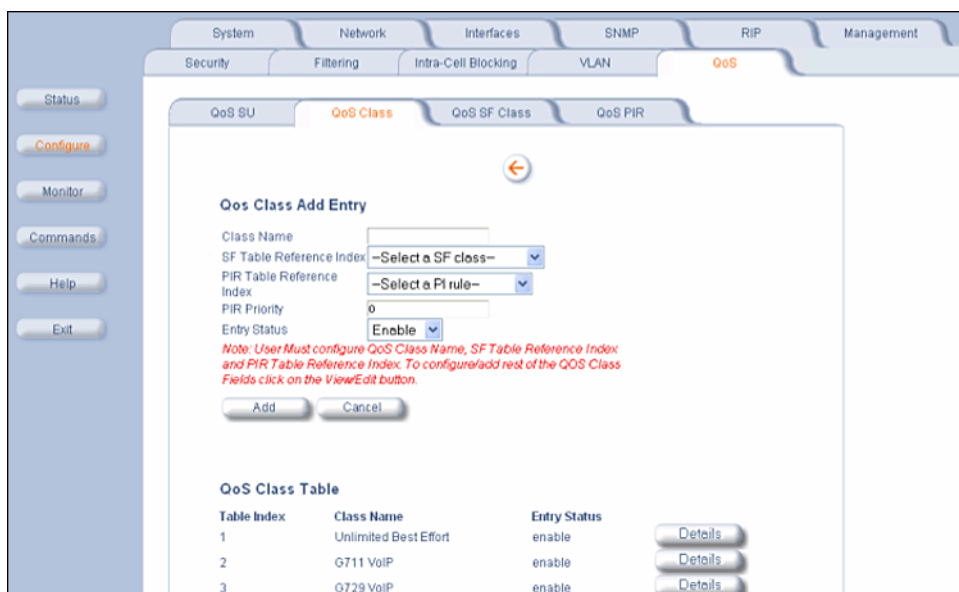 System Network Interfaces SNMP RIP Management
Security Filtering Intra-Cell Blocking VLAN QoS
Status
Configure
Monitor
Commands
Help
Exit
QoS SU QoS Class QoS SF Class QoS PIR
Qos Class Add Entry
Class Name
SF Table Reference Index --Select a SF class--
PIR Table Reference
Index
--Select a PI rule--
PIR Priority 0
Entry Status Enable
Note: User Must configure QoS Class Name, SF Table Reference Index
and PIR Table Reference Index. To configure/add rest of the QOS Class
Fields click on the View/Edit button.
Add Cancel
QoS Class Table
Table Index Class Name Entry Status
1 Unlimited Best Effort enable Details
2 G711 VoIP enable Details
3 G729 VoIP enable Details